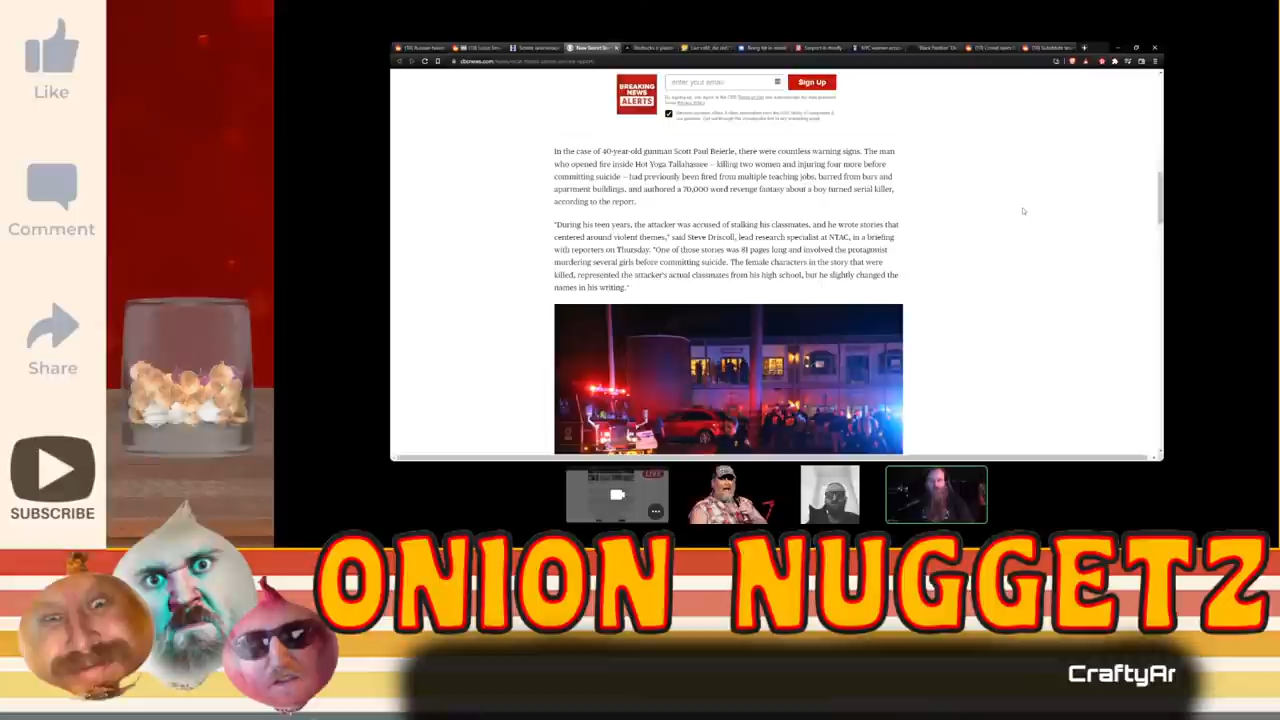 Like
Comment
Share
SUBSCRIBE
cbsnews.com
BREAKING
NEWS
ALERTS
enter your email
Sign Up
In the case of 40-year-old gunman Scott Paul Beierle, there were countless warning signs. The man
who opened fire inside Hot Yoga Tallahassee – killing two women and injuring four more before
committing suicide – had previously been fired from multiple teaching jobs, barred from bars and
apartment buildings, and authored a 70,000 word revenge fantasy about a boy turned serial killer,
according to the report.
"During his teen years, the attacker was accused of stalking his classmates, and he wrote stories that
centered around violent themes," said Steve Driscoll, lead research specialist at NTAC, in a briefing
with reporters on Thursday. "One of those stories was 81 pages long and involved the protagonist
murdering several girls before committing suicide. The female characters in the story that were
killed, represented the attacker's actual classmates from his high school, but he slightly changed the
names in his writing."
LIVE
ONION NUGGETZ
CraftyAr